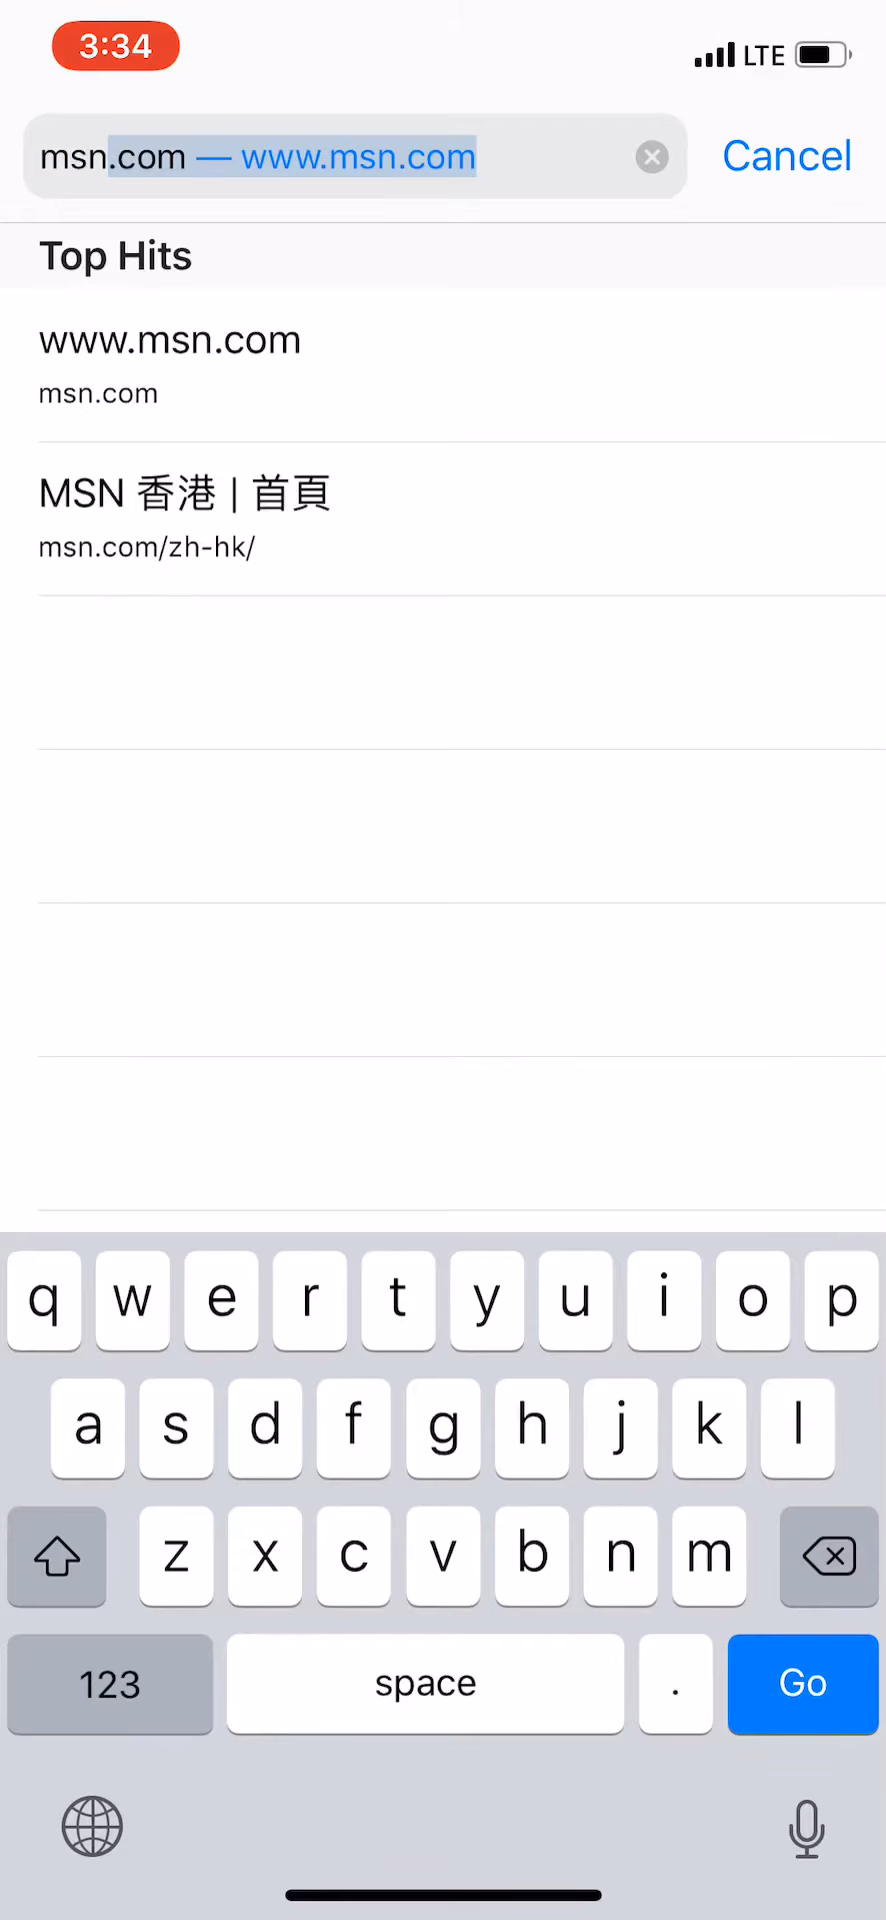 3:34
LTE
msn.com — www.msn.com
Cancel
Top Hits
www.msn.com
msn.com
MSN 香港 | 首頁
msn.com/zh-hk/
q w e r t y u i o p
a s d f g h j k l
z x c v b n m
123 space . Go